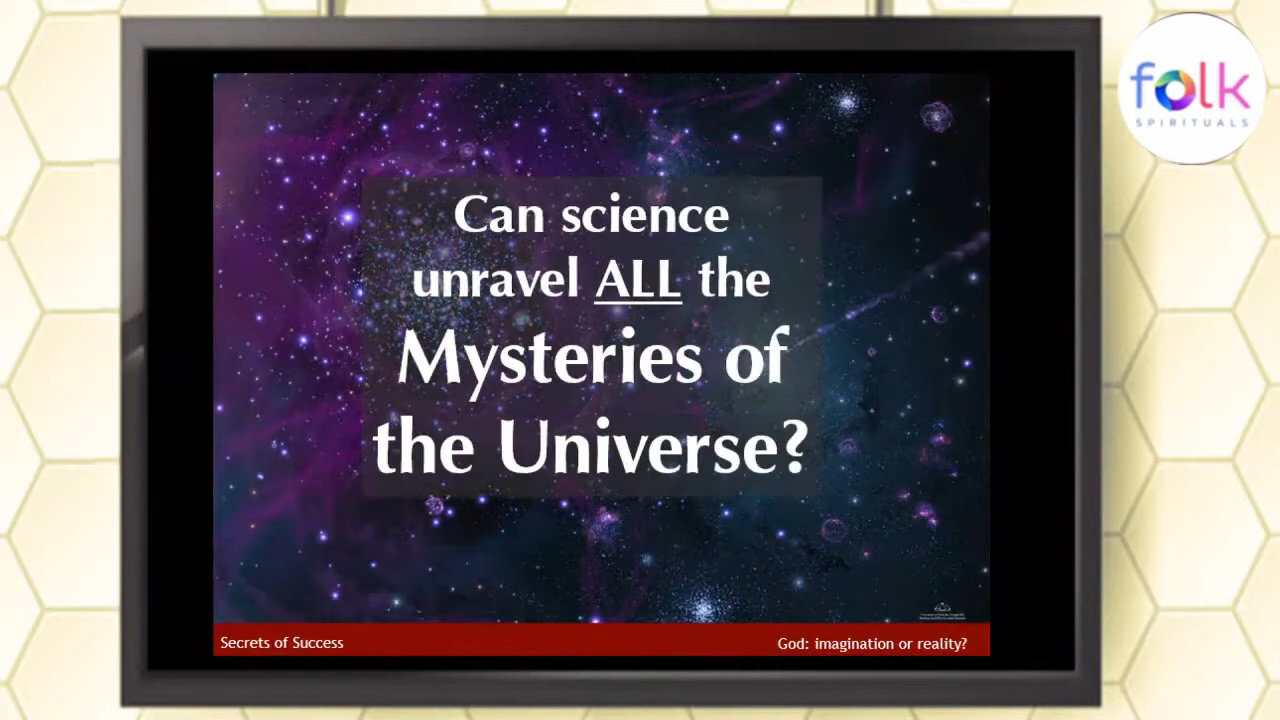 folk
SPIRITUALS
Can science
unravel ALL the
Mysteries of
the Universe?
Secrets of Success
God: imagination or reality?